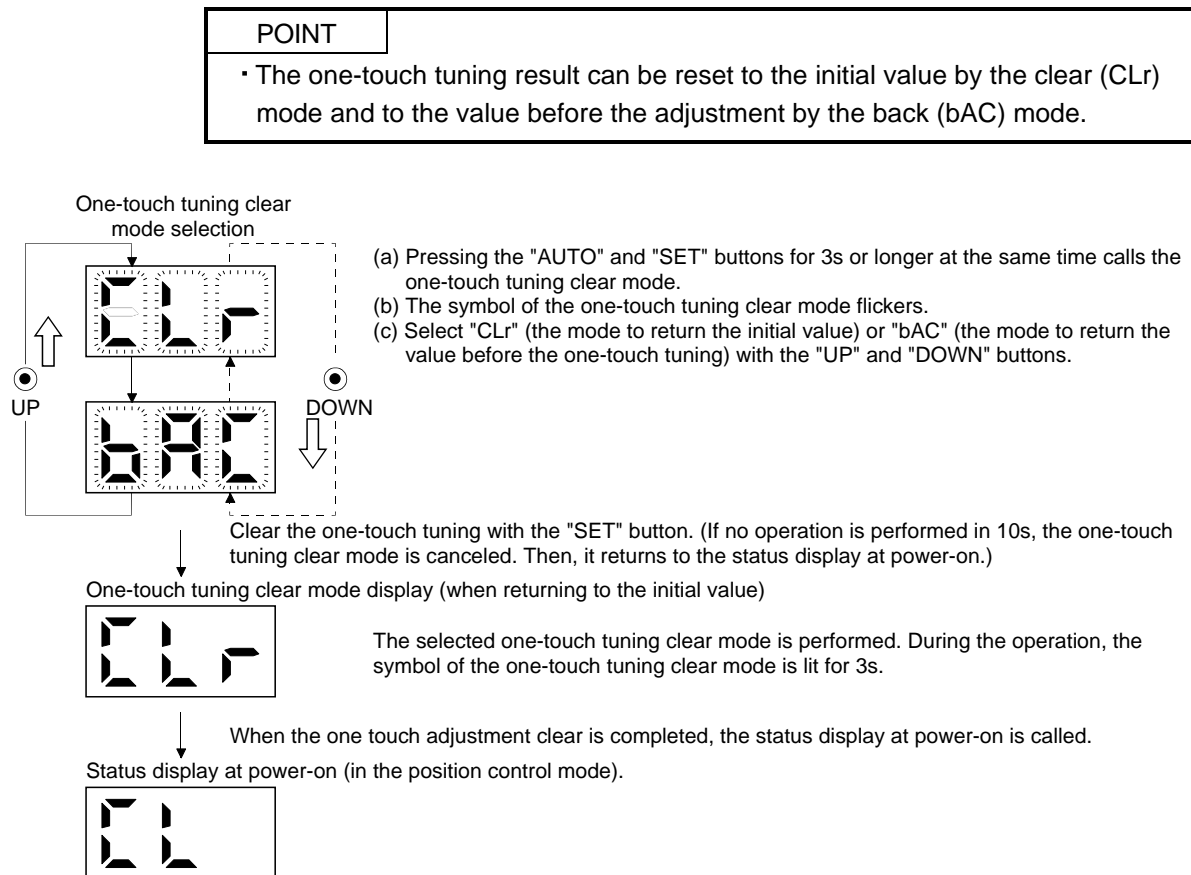 POINT
・The one-touch tuning result can be reset to the initial value by the clear (CLr)
mode and to the value before the adjustment by the back (bAC) mode.
One-touch tuning clear
mode selection
CLr
UP
DOWN
bAC
(a) Pressing the "AUTO" and "SET" buttons for 3s or longer at the same time calls the
one-touch tuning clear mode.
(b) The symbol of the one-touch tuning clear mode flickers.
(c) Select "CLr" (the mode to return the initial value) or "bAC" (the mode to return the
value before the one-touch tuning) with the "UP" and "DOWN" buttons.
Clear the one-touch tuning with the "SET" button. (If no operation is performed in 10s, the one-touch
tuning clear mode is canceled. Then, it returns to the status display at power-on.)
One-touch tuning clear mode display (when returning to the initial value)
CLr
The selected one-touch tuning clear mode is performed. During the operation, the
symbol of the one-touch tuning clear mode is lit for 3s.
When the one touch adjustment clear is completed, the status display at power-on is called.
Status display at power-on (in the position control mode).
CL